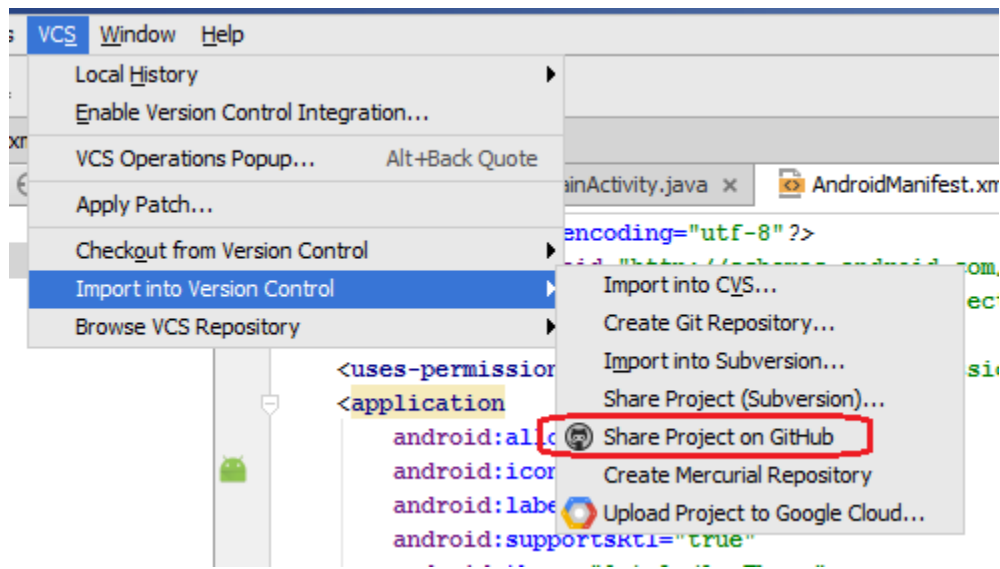 VCS Window Help
Local History
Enable Version Control Integration...
VCS Operations Popup... Alt+Back Quote
ainActivity.java × AndroidManifest.xm
Apply Patch...
encoding="utf-8"?>
Checkout from Version Control
Import into Version Control
Import into CVS...
Browse VCS Repository
Create Git Repository...
Import into Subversion...
<uses-permission
Share Project (Subversion)...
<application
Share Project on GitHub
android:allo
Create Mercurial Repository
android:icon
Upload Project to Google Cloud...
android:labe
android:supportsRtl="true"